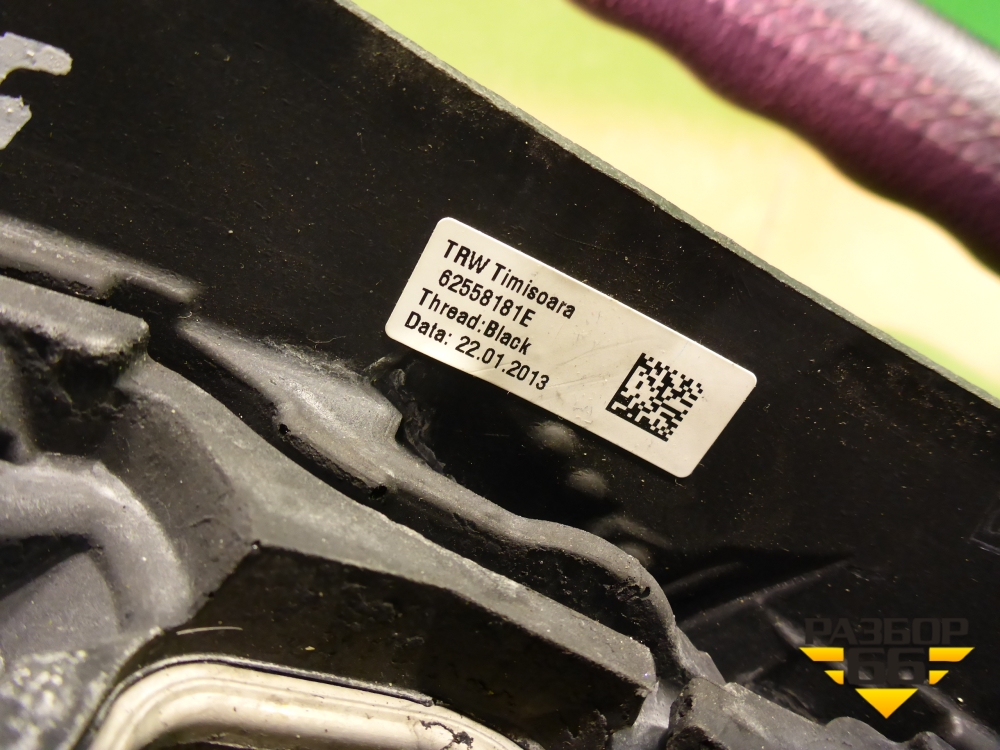 TRW Timisoara
62558181E
Thread:Black
Data: 22.01.2013
РАЗБОР
66